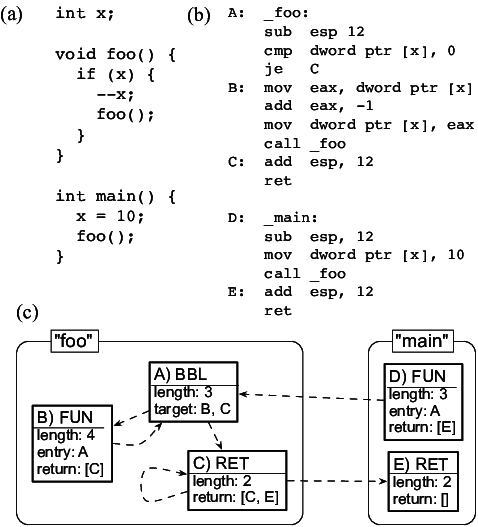 (a)
int x;
void foo() {
if (x) {
--x;
foo();
}
}
int main() {
x = 10;
foo();
}
(b)
A: _foo:
sub esp 12
cmp dword ptr [x], 0
je C
B: mov eax, dword ptr [x]
add eax, -1
mov dword ptr [x], eax
call _foo
C: add esp, 12
ret
D: _main:
sub esp, 12
mov dword ptr [x], 10
call _foo
E: add esp, 12
ret
(c)
"foo"
A) BBL
length: 3
target: B, C
B) FUN
length: 4
entry: A
return: [C]
C) RET
length: 2
return: [C, E]
"main"
D) FUN
length: 3
entry: A
return: [E]
E) RET
length: 2
return: []